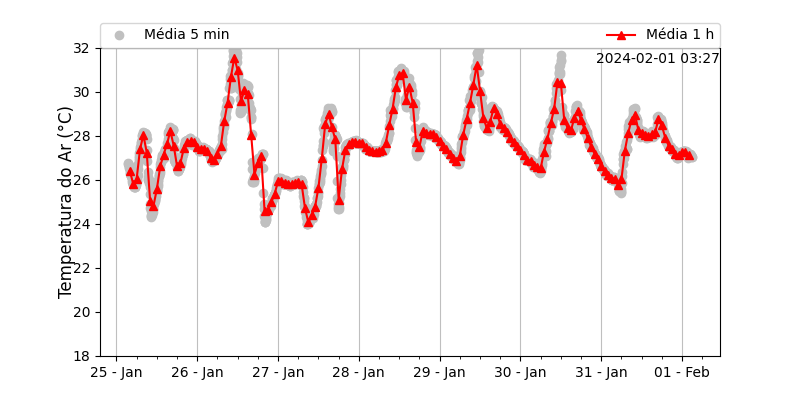 Média 5 min
Média 1 h
2024-02-01 03:27
Temperatura do Ar (°C)
32
30
28
26
24
22
20
18
25 - Jan
26 - Jan
27 - Jan
28 - Jan
29 - Jan
30 - Jan
31 - Jan
01 - Feb